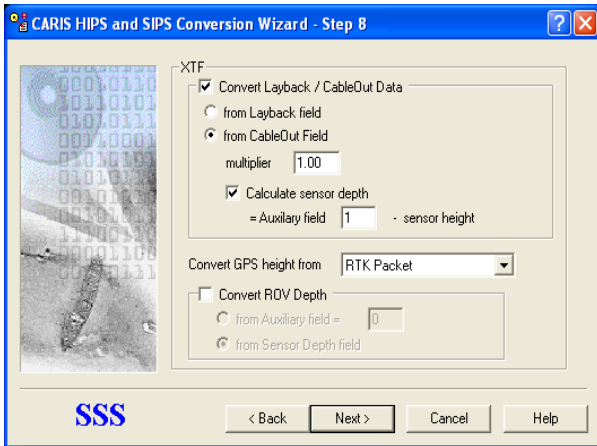 CARIS HIPS and SIPS Conversion Wizard - Step 8
XTF
Convert Layback / CableOut Data
from Layback field
from CableOut Field
multiplier 1.00
Calculate sensor depth
= Auxilary field 1 - sensor height
Convert GPS height from RTK Packet
Convert ROV Depth
from Auxiliary field = 0
from Sensor Depth field
SSS
< Back Next > Cancel Help